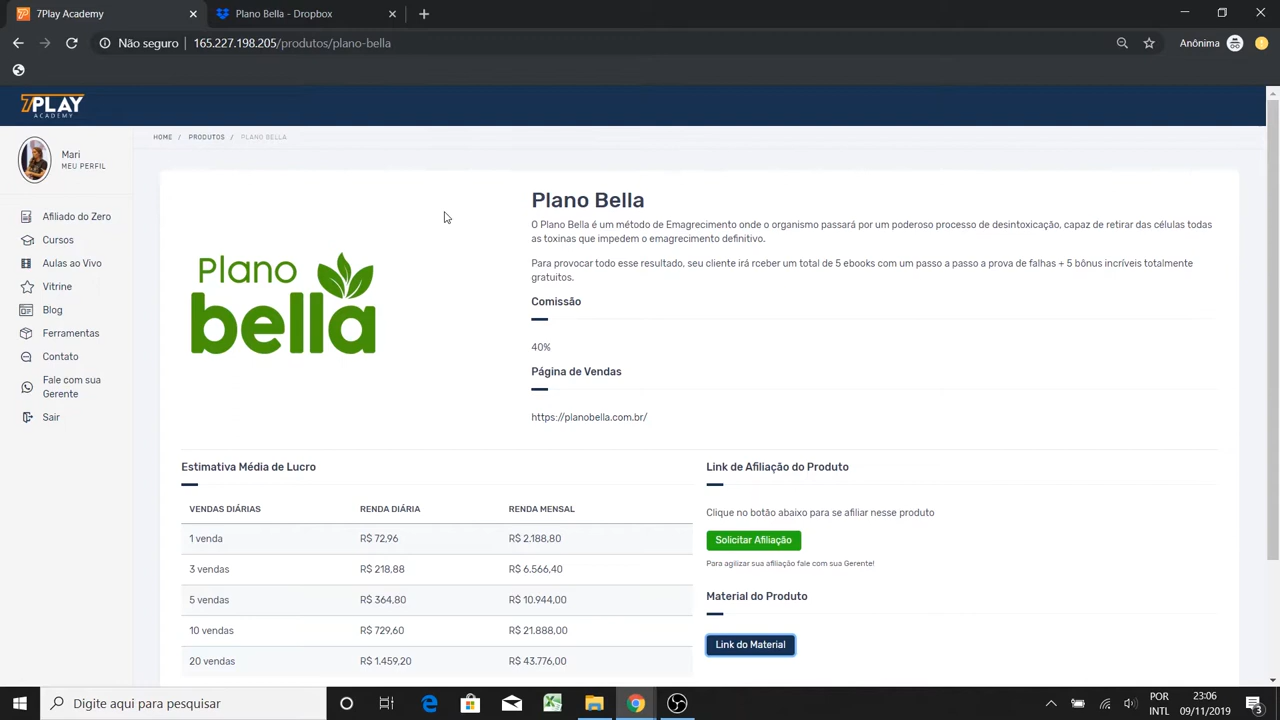 7Play Academy
Plano Bella - Dropbox
Não seguro
165.227.198.205/produtos/plano-bella
Anônima
7PLAY
ACADEMY
HOME / PRODUTOS / PLANO BELLA
Mari
MEU PERFIL
Afiliado do Zero
Cursos
Aulas ao Vivo
Vitrine
Blog
Ferramentas
Contato
Fale com sua
Gerente
Sair
Plano
bella
Plano Bella
O Plano Bella é um método de Emagrecimento onde o organismo passará por um poderoso processo de desintoxicação, capaz de retirar das células todas
as toxinas que impedem o emagrecimento definitivo.
Para provocar todo esse resultado, seu cliente irá rceber um total de 5 ebooks com um passo a passo a prova de falhas + 5 bônus incríveis totalmente
gratuitos.
Comissão
40%
Página de Vendas
https://planobella.com.br/
Estimativa Média de Lucro
VENDAS DIÁRIAS RENDA DIÁRIA RENDA MENSAL
1 venda R$ 72,96 R$ 2.188,80
3 vendas R$ 218,88 R$ 6.566,40
5 vendas R$ 364,80 R$ 10.944,00
10 vendas R$ 729,60 R$ 21,888,00
20 vendas R$ 1.459,20 R$ 43.776,00
Link de Afiliação do Produto
Clique no botão abaixo para se afiliar nesse produto
Solicitar Afiliação
Para agilizar sua afiliação fale com sua Gerente!
Material do Produto
Link do Material
Digite aqui para pesquisar
POR
INTL
23:06
09/11/2019
3